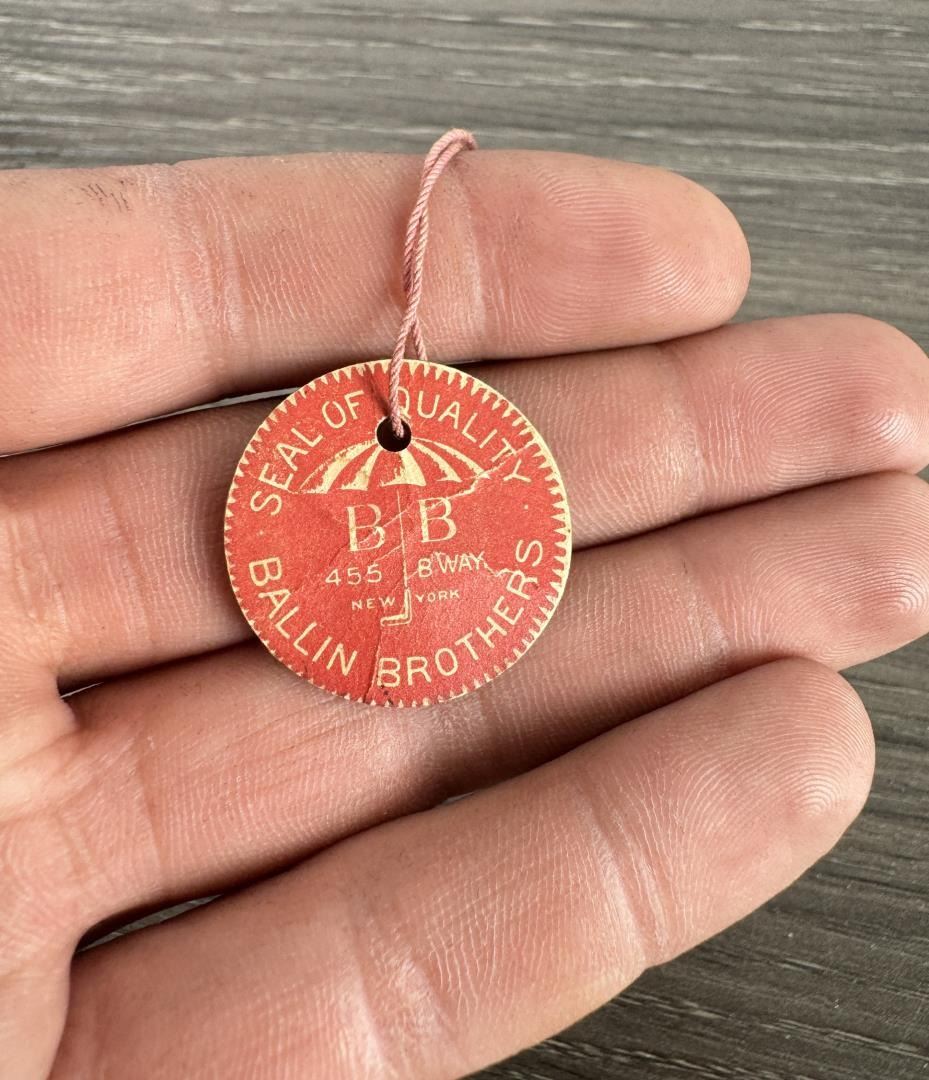 SEAL OF QUALITY
B B
455 B'WAY.
NEW YORK
BALLIN BROTHERS